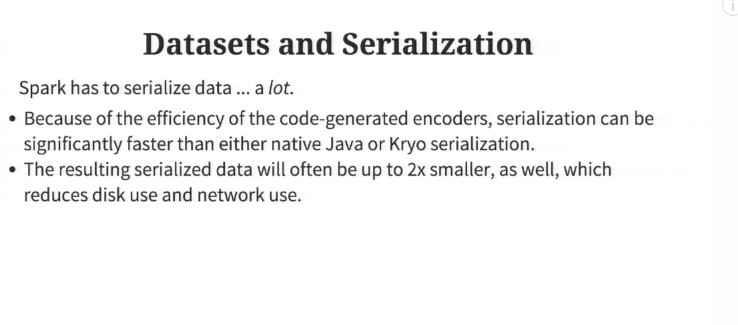 Datasets and Serialization
Spark has to serialize data ... a lot.
• Because of the efficiency of the code-generated encoders, serialization can be
significantly faster than either native Java or Kryo serialization.
• The resulting serialized data will often be up to 2x smaller, as well, which
reduces disk use and network use.